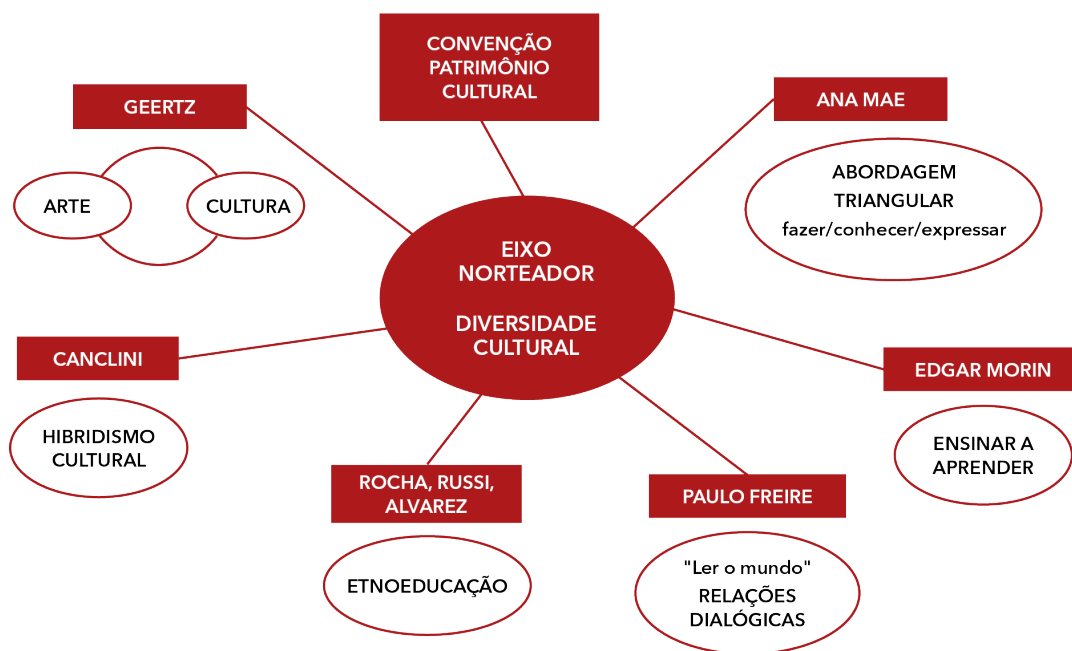 CONVENÇÃO
PATRIMÔNIO
CULTURAL
GEERTZ
ARTE
CULTURA
ANA MAE
ABORDAGEM
TRIANGULAR
fazer/conhecer/expressar
EIXO
NORTEADOR
DIVERSIDADE
CULTURAL
CANCLINI
HIBRIDISMO
CULTURAL
EDGAR MORIN
ENSINAR A
APRENDER
ROCHA, RUSSI,
ALVAREZ
ETNOEDUCAÇÃO
PAULO FREIRE
"Ler o mundo"
RELAÇÕES
DIALÓGICAS